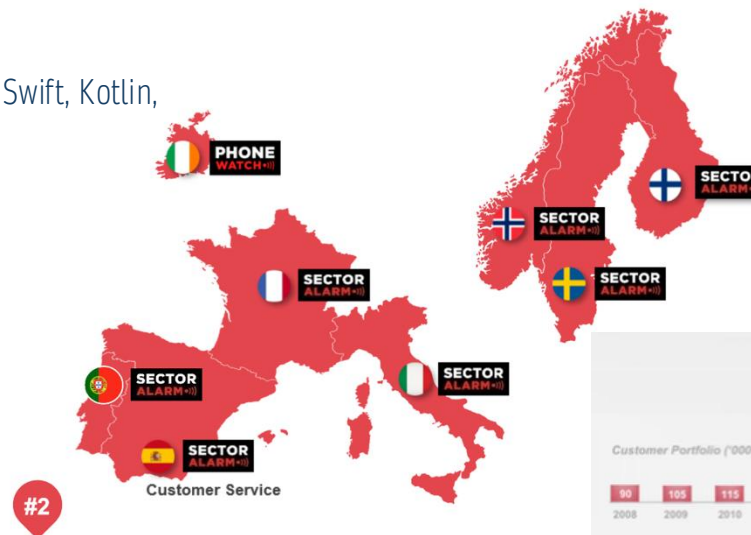 Swift, Kotlin,
PHONE
WATCH
SECTO
ALARM
SECTOR
ALARM
SECTOR
ALARM
SECTOR
ALARM
SECTOR
ALARM
SECTOR
ALARM
SECTOR
ALARM
Customer Service
#2
Customer Portfolio ('000
90 105 115
2008 2009 2010